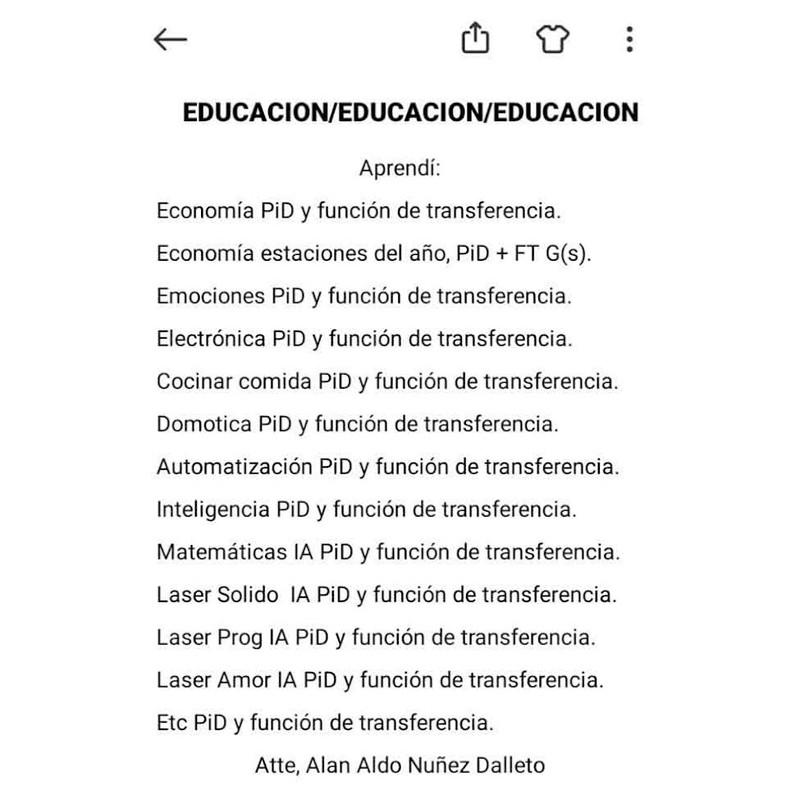 EDUCACION/EDUCACION/EDUCACION
Aprendí:
Economía PiD y función de transferencia.
Economía estaciones del año, PiD + FT G(s).
Emociones PiD y función de transferencia.
Electrónica PiD y función de transferencia.
Cocinar comida PiD y función de transferencia.
Domotica PiD y función de transferencia.
Automatización PiD y función de transferencia.
Inteligencia PiD y función de transferencia.
Matemáticas IA PiD y función de transferencia.
Laser Solido  IA PiD y función de transferencia.
Laser Prog IA PiD y función de transferencia.
Laser Amor IA PiD y función de transferencia.
Etc PiD y función de transferencia.
Atte, Alan Aldo Nuñez Dalleto